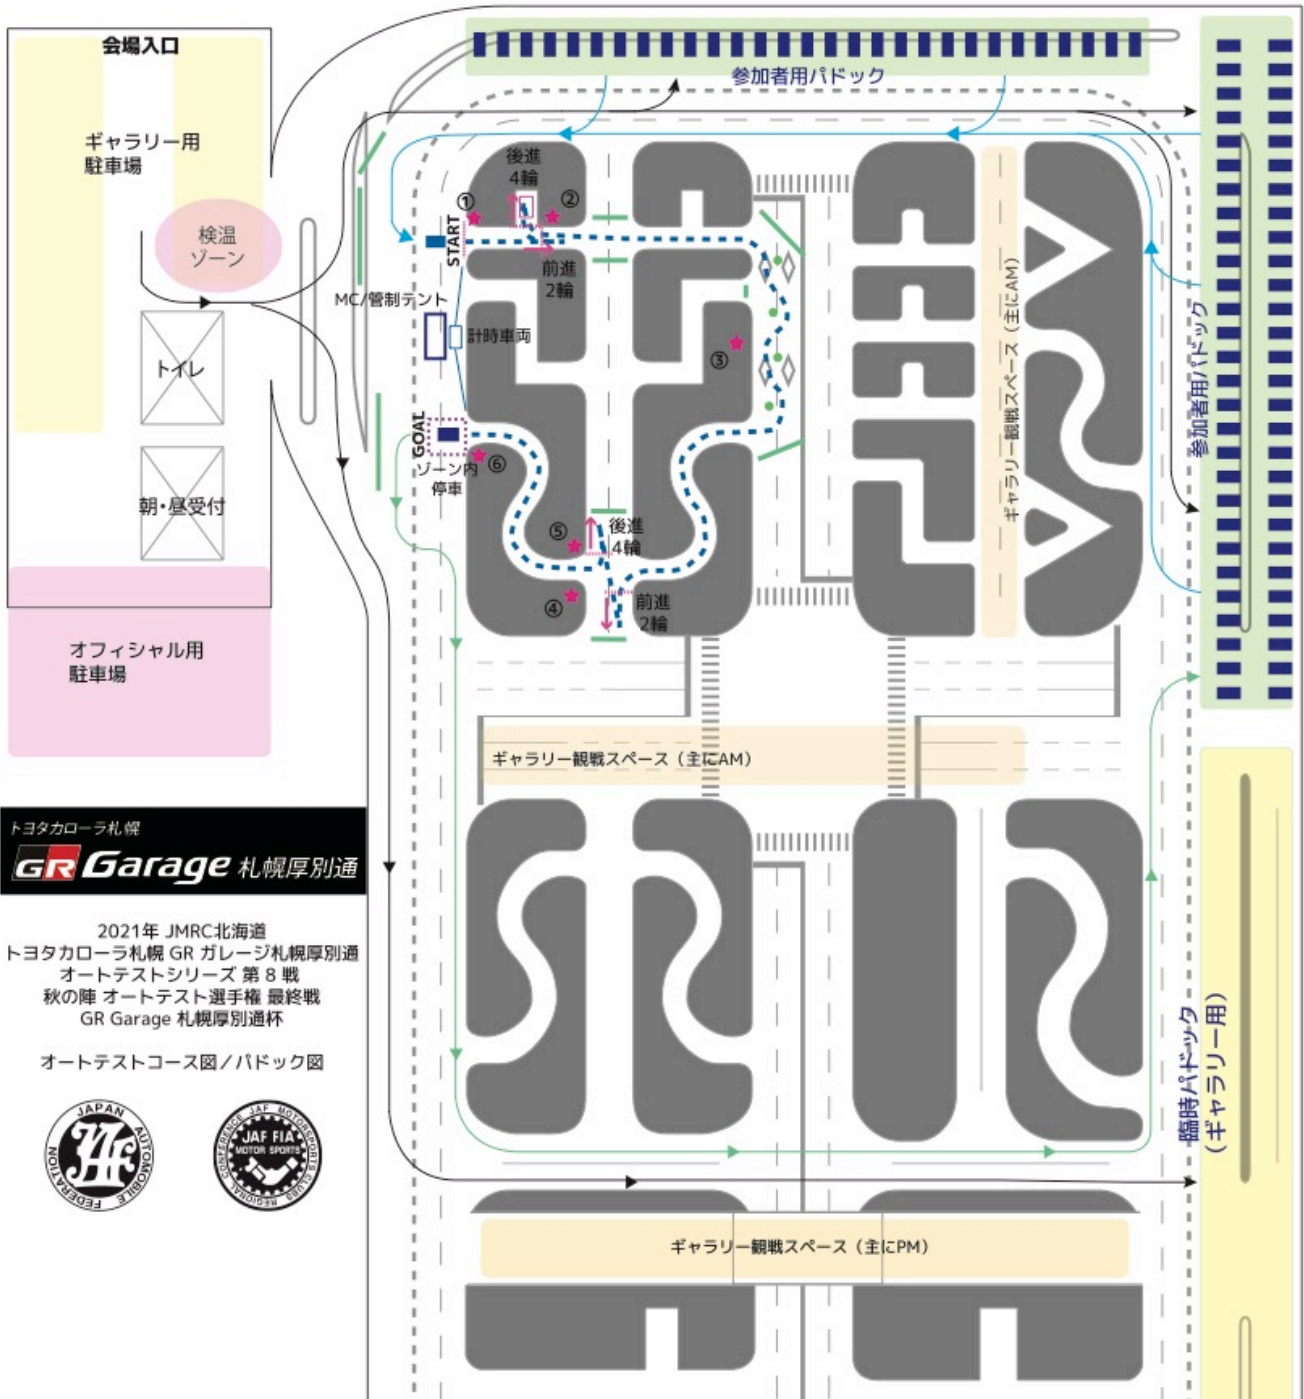 会場入口
ギャラリー用
駐車場
検温
ゾーン
トイレ
朝・昼受付
オフィシャル用
駐車場
参加者用パドック
後進
4輪
①
②
START
前進
2輪
MC/管制テント
計時車両
③
GOAL
ゾーン内
停車
⑥
⑤
後進
4輪
④
前進
2輪
ギャラリー観戦スペース（主にAM）
参加者用パドック
ギャラリー観戦スペース（主にAM）
トヨタカローラ札幌
GR Garage 札幌厚別通
2021年 JMRC北海道
トヨタカローラ札幌 GR ガレージ札幌厚別通
オートテストシリーズ 第 8 戦
秋の陣 オートテスト選手権 最終戦
GR Garage 札幌厚別通杯
オートテストコース図／パドック図
JAPAN AUTOMOBILE FEDERATION
JAF
JAF MOTORSPORTS CLUBS REGIONAL CONFERENCE
JAF FIA
MOTOR SPORTS
臨時パドック
（ギャラリー用）
ギャラリー観戦スペース（主にPM）